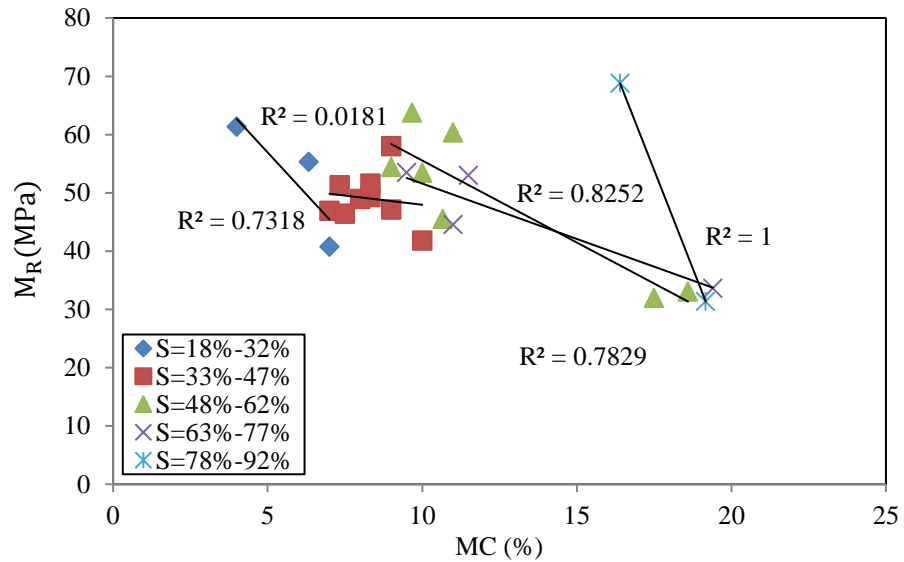 80
70
60
50
40
30
20
10
0
M_R (MPa)
R² = 0.0181
R² = 0.7318
R² = 0.8252
R² = 1
R² = 0.7829
S=18%-32%
S=33%-47%
S=48%-62%
S=63%-77%
S=78%-92%
0 5 10 15 20 25
MC (%)